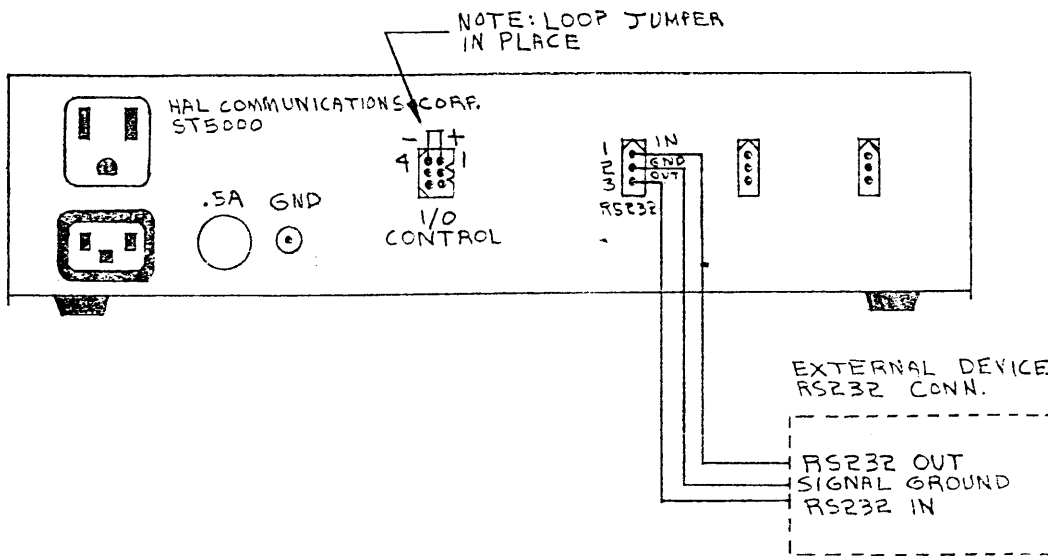 NOTE: LOOP JUMPER
IN PLACE
HAL COMMUNICATIONS CORP.
ST5000
- +
4 1
I/O
CONTROL
.5A GND
1 IN
2 GND
3 OUT
RS232
EXTERNAL DEVICE
RS232 CONN.
RS232 OUT
SIGNAL GROUND
RS232 IN